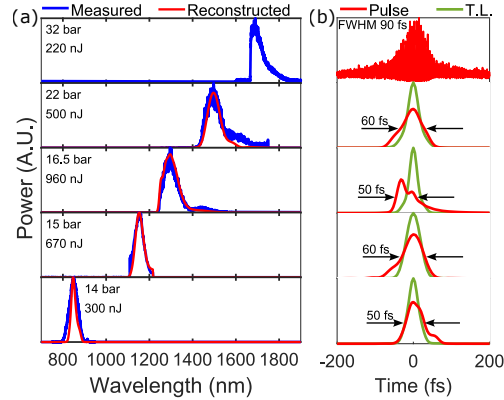 (a) Measured Reconstructed
32 bar
220 nJ
22 bar
500 nJ
16.5 bar
960 nJ
15 bar
670 nJ
14 bar
300 nJ
Power (A.U.)
800 1000 1200 1400 1600 1800
Wavelength (nm)
(b) Pulse T.L.
FWHM 90 fs
60 fs
50 fs
60 fs
50 fs
-200 0 200
Time (fs)